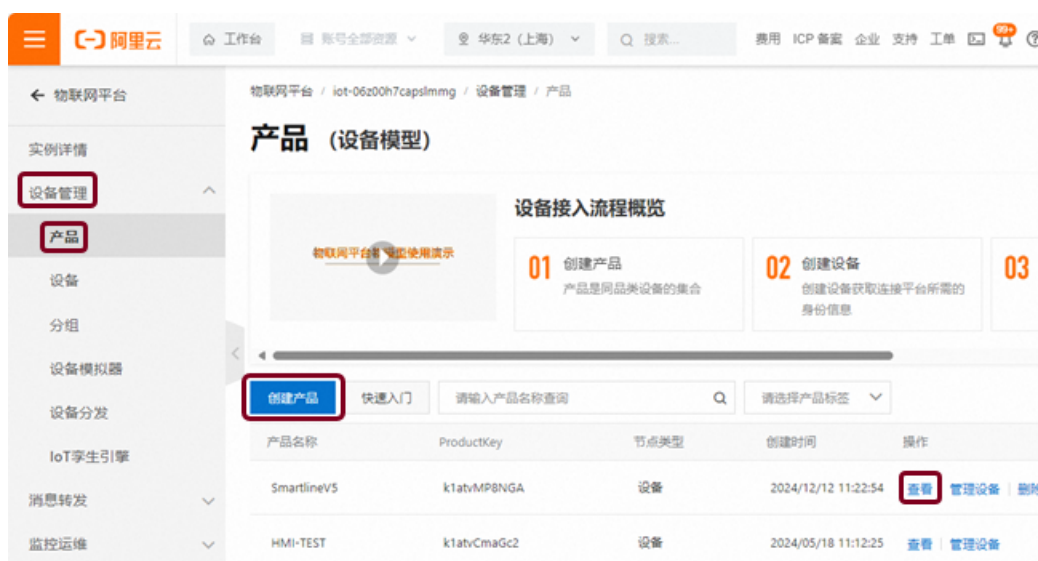 阿里云 工作台 账号全部资源 华东2（上海） 搜索... 费用 ICP 备案 企业 支持 工单 99+
物联网平台
物联网平台 / iot-06z00h7capslmmg / 设备管理 / 产品
产品 （设备模型）
实例详情
设备管理
产品
设备
分组
设备模拟器
设备分发
IoT孪生引擎
消息转发
监控运维
设备接入流程概览
物联网平台 使用演示
01 创建产品
产品是同品类设备的集合
02 创建设备
创建设备获取连接平台所需的
身份信息
03
创建产品 快速入门 请输入产品名称查询 请选择产品标签
产品名称 ProductKey 节点类型 创建时间 操作
SmartlineV5 k1atvMP8NGA 设备 2024/12/12 11:22:54 查看 管理设备 删除
HMI-TEST k1atvCmaGc2 设备 2024/05/18 11:12:25 查看 管理设备